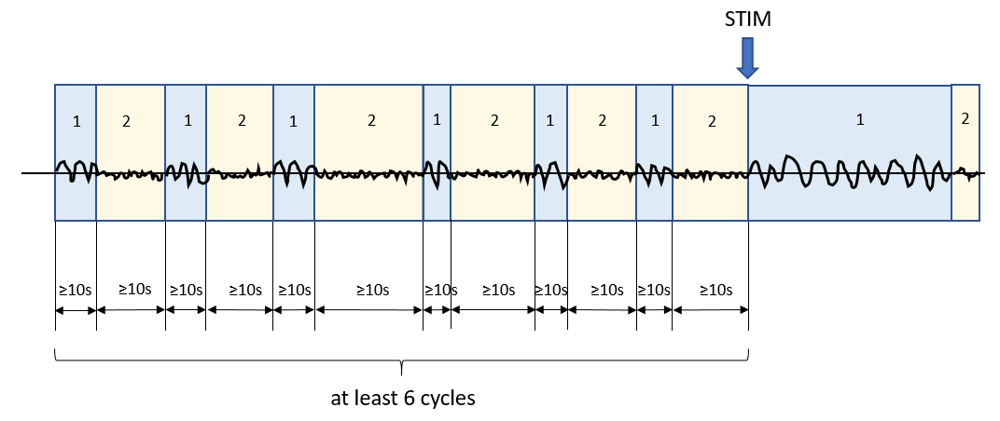 STIM
1 2 1 2 1 2 1 2 1 2 1 2 1 2
≥10s ≥10s ≥10s ≥10s ≥10s ≥10s ≥10s ≥10s ≥10s ≥10s ≥10s ≥10s
at least 6 cycles